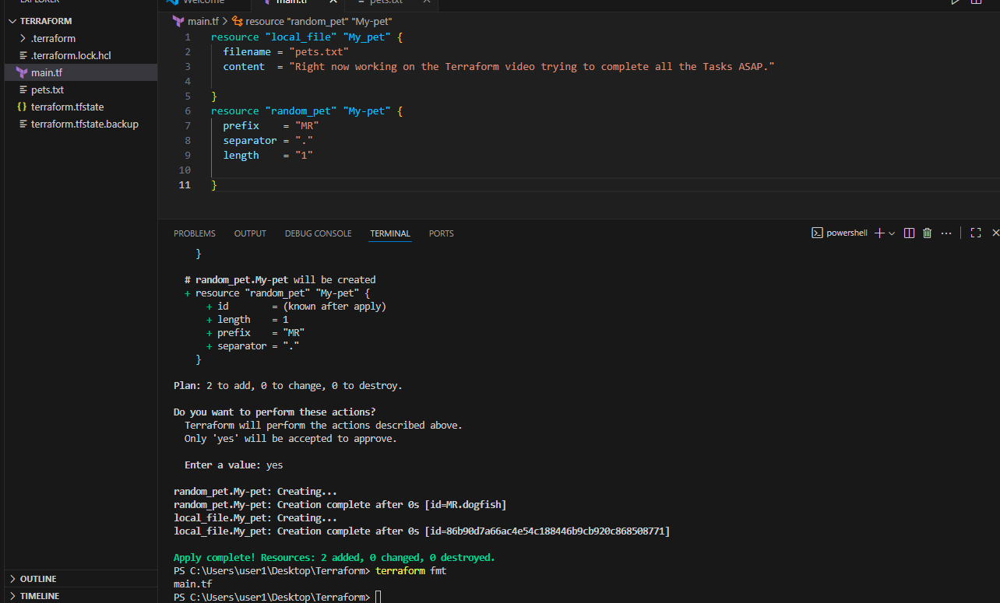 EXPLORER
Welcome
main.tf
pets.txt
TERRAFORM
.terraform
.terraform.lock.hcl
main.tf
pets.txt
{} terraform.tfstate
terraform.tfstate.backup
OUTLINE
TIMELINE
main.tf > resource "random_pet" "My-pet"
1 resource "local_file" "My_pet" {
2 filename = "pets.txt"
3 content = "Right now working on the Terraform video trying to complete all the Tasks ASAP."
4
5 }
6 resource "random_pet" "My-pet" {
7 prefix = "MR"
8 separator = "."
9 length = "1"
10
11 }
PROBLEMS OUTPUT DEBUG CONSOLE TERMINAL PORTS
powershell
}
# random_pet.My-pet will be created
+ resource "random_pet" "My-pet" {
+ id = (known after apply)
+ length = 1
+ prefix = "MR"
+ separator = "."
}
Plan: 2 to add, 0 to change, 0 to destroy.
Do you want to perform these actions?
Terraform will perform the actions described above.
Only 'yes' will be accepted to approve.
Enter a value: yes
random_pet.My-pet: Creating...
random_pet.My-pet: Creation complete after 0s [id=MR.dogfish]
local_file.My_pet: Creating...
local_file.My_pet: Creation complete after 0s [id=86b90d7a66ac4e54c188446b9cb920c868508771]
Apply complete! Resources: 2 added, 0 changed, 0 destroyed.
PS C:\Users\user1\Desktop\Terraform> terraform fmt
main.tf
PS C:\Users\user1\Desktop\Terraform>